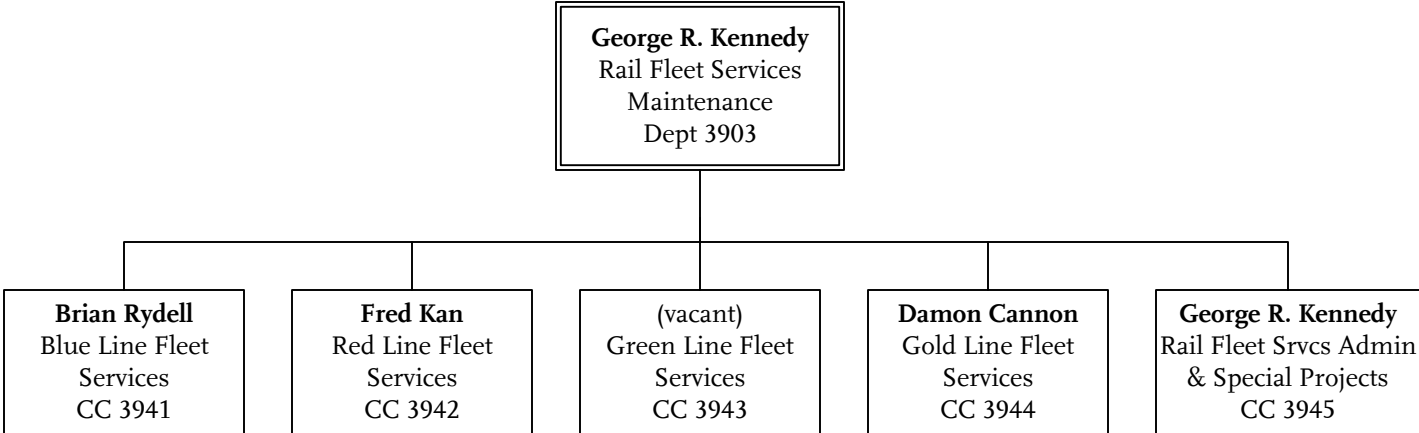 George R. Kennedy
Rail Fleet Services
Maintenance
Dept 3903
Brian Rydell
Blue Line Fleet
Services
CC 3941
Fred Kan
Red Line Fleet
Services
CC 3942
(vacant)
Green Line Fleet
Services
CC 3943
Damon Cannon
Gold Line Fleet
Services
CC 3944
George R. Kennedy
Rail Fleet Srvcs Admin
& Special Projects
CC 3945